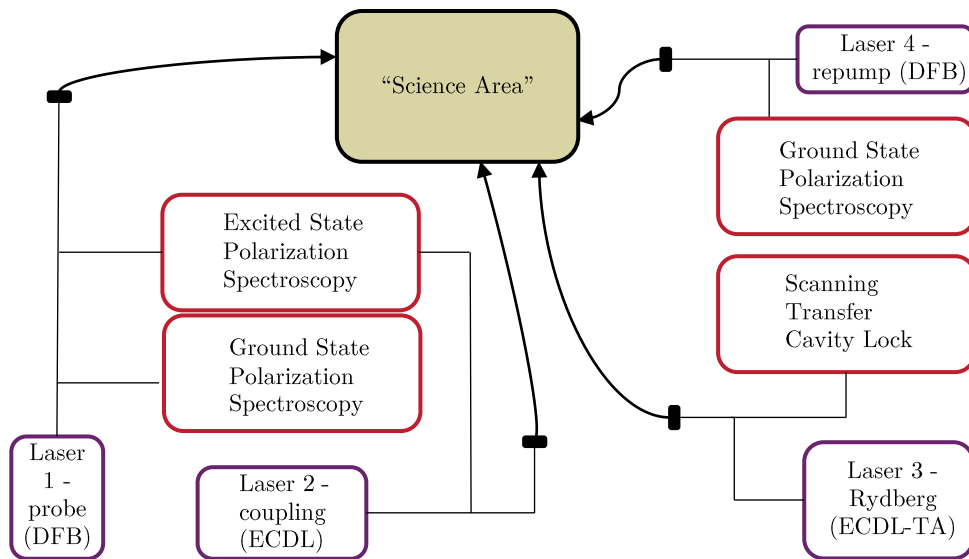 “Science Area”
Laser 4 -
repump (DFB)
Ground State
Polarization
Spectroscopy
Excited State
Polarization
Spectroscopy
Scanning
Transfer
Cavity Lock
Ground State
Polarization
Spectroscopy
Laser
1 -
probe
(DFB)
Laser 2 -
coupling
(ECDL)
Laser 3 -
Rydberg
(ECDL-TA)